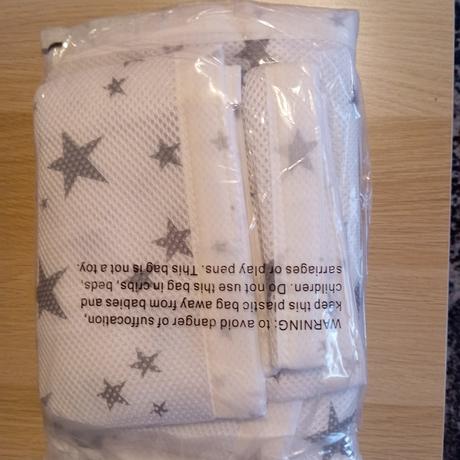 WARNING: to avoid danger of suffocation,
keep this plastic bag away from babies and
children. Do not use this bag in cribs, beds,
sarriages or play pens. This bag is not a toy.